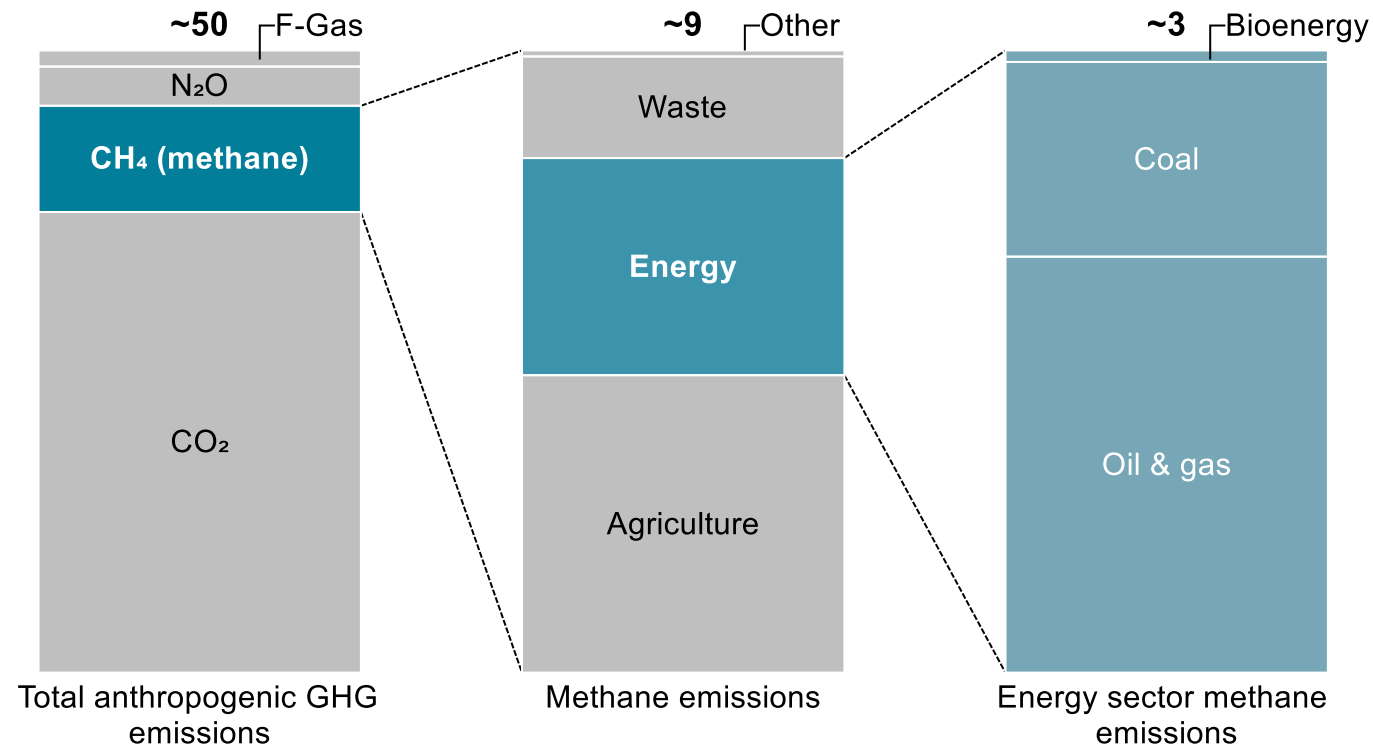 ~50
F-Gas
N₂O
CH₄ (methane)
CO₂
Total anthropogenic GHG
emissions
~9
Other
Waste
Energy
Agriculture
Methane emissions
~3
Bioenergy
Coal
Oil & gas
Energy sector methane
emissions